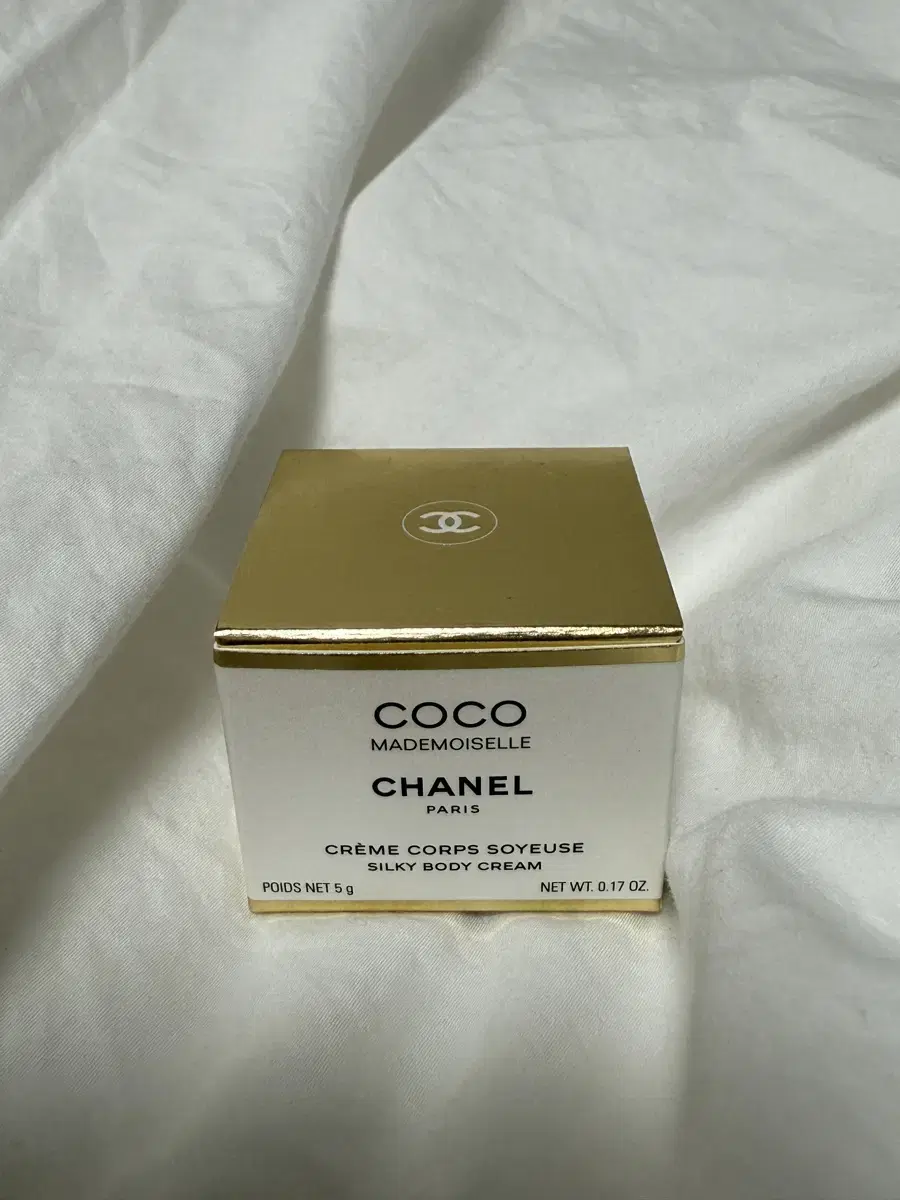 COCO
MADEMOISELLE
CHANEL
PARIS
CRÈME CORPS SOYEUSE
SILKY BODY CREAM
POIDS NET 5 g NET WT. 0.17 OZ.